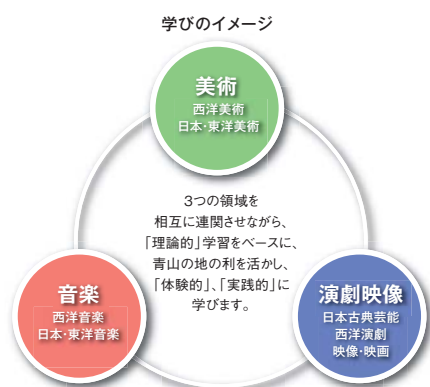 学びのイメージ
美術
西洋美術
日本・東洋美術
3つの領域を
相互に連関させながら、
「理論的」学習をベースに、
青山の地の利を活かし、
「体験的」、「実践的」に
学びます。
音楽
西洋音楽
日本・東洋音楽
演劇映像
日本古典芸能
西洋演劇
映像・映画